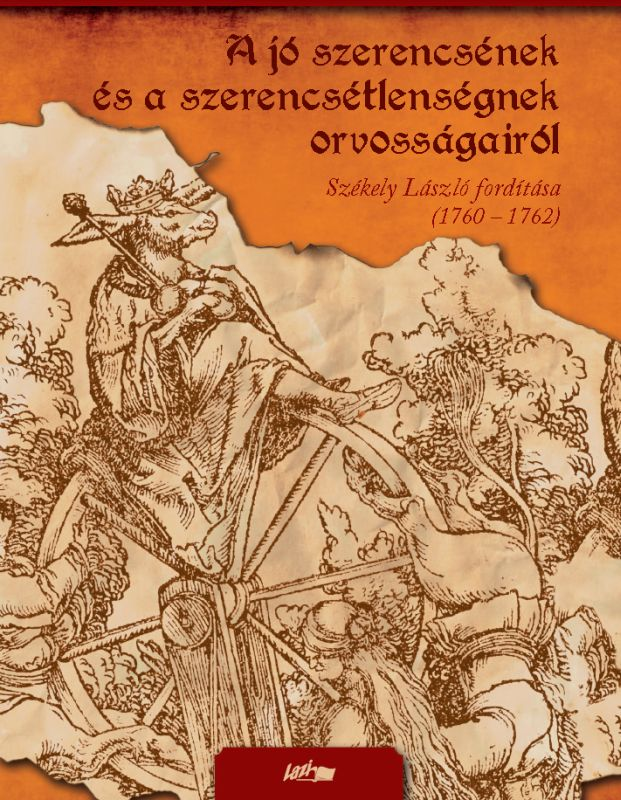 A jó szerencsének
és a szerencsétlenségnek
orvosságairól
Székely László fordítása
(1760 – 1762)
Lazi